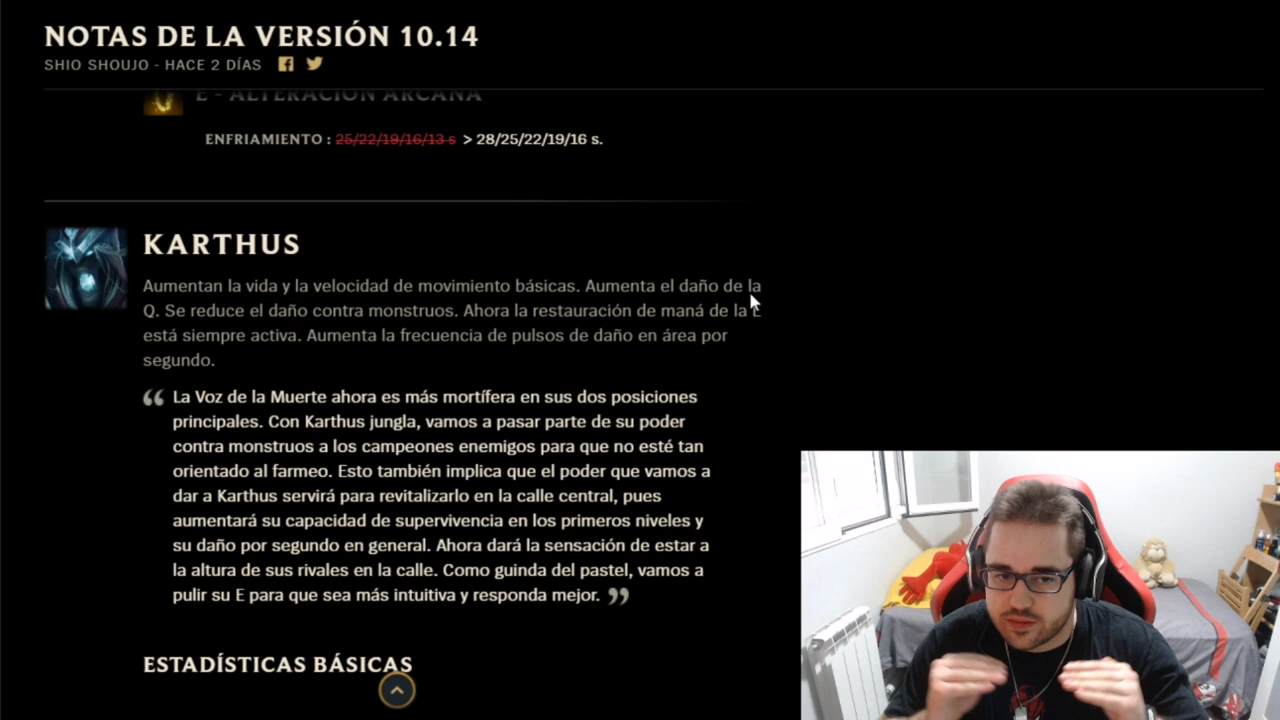 NOTAS DE LA VERSIÓN 10.14
SHIO SHOUJO - HACE 2 DÍAS
E - ALTERACIÓN ARCANA
ENFRIAMIENTO : 25/22/19/16/13 s > 28/25/22/19/16 s.
KARTHUS
Aumentan la vida y la velocidad de movimiento básicas. Aumenta el daño de la
Q. Se reduce el daño contra monstruos. Ahora la restauración de maná de la E
está siempre activa. Aumenta la frecuencia de pulsos de daño en área por
segundo.
“ La Voz de la Muerte ahora es más mortífera en sus dos posiciones
principales. Con Karthus jungla, vamos a pasar parte de su poder
contra monstruos a los campeones enemigos para que no esté tan
orientado al farmeo. Esto también implica que el poder que vamos a
dar a Karthus servirá para revitalizarlo en la calle central, pues
aumentará su capacidad de supervivencia en los primeros niveles y
su daño por segundo en general. Ahora dará la sensación de estar a
la altura de sus rivales en la calle. Como guinda del pastel, vamos a
pulir su E para que sea más intuitiva y responda mejor. ”
ESTADÍSTICAS BÁSICAS